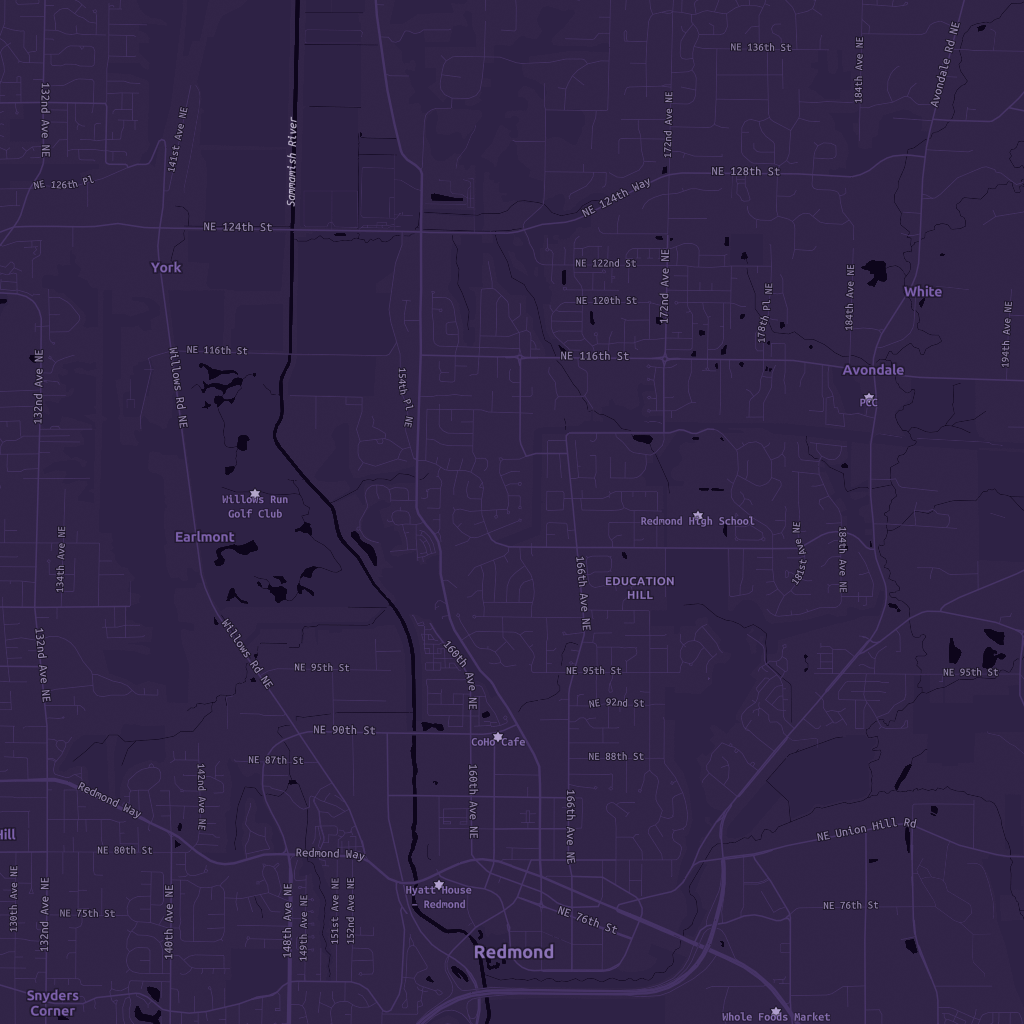 NE 136th St
184th Ave NE
Avondale Rd NE
132nd Ave NE
141st Ave NE
Sammamish River
172nd Ave NE
NE 126th Pl
NE 128th St
NE 124th Way
NE 124th St
York
NE 122nd St
172nd Ave NE
178th Pl NE
184th Ave NE
White
NE 120th St
194th Ave NE
NE 116th St
NE 116th St
Avondale
132nd Ave NE
Willows Rd NE
154th Pl NE
PCC
Willows Run
Golf Club
Redmond High School
Earlmont
134th Ave NE
181st Ave NE
184th Ave NE
166th Ave NE
EDUCATION
HILL
132nd Ave NE
Willows Rd NE
NE 95th St
160th Ave NE
NE 95th St
NE 95th St
NE 92nd St
NE 90th St
CoHo Cafe
NE 87th St
NE 88th St
Redmond Way
142nd Ave NE
160th Ave NE
166th Ave NE
Hill
NE Union Hill Rd
NE 80th St
Redmond Way
Hyatt House
- Redmond
130th Ave NE
132nd Ave NE
NE 75th St
140th Ave NE
148th Ave NE
149th Ave NE
151st Ave NE
152nd Ave NE
NE 76th St
NE 76th St
Redmond
Snyders
Corner
Whole Foods Market